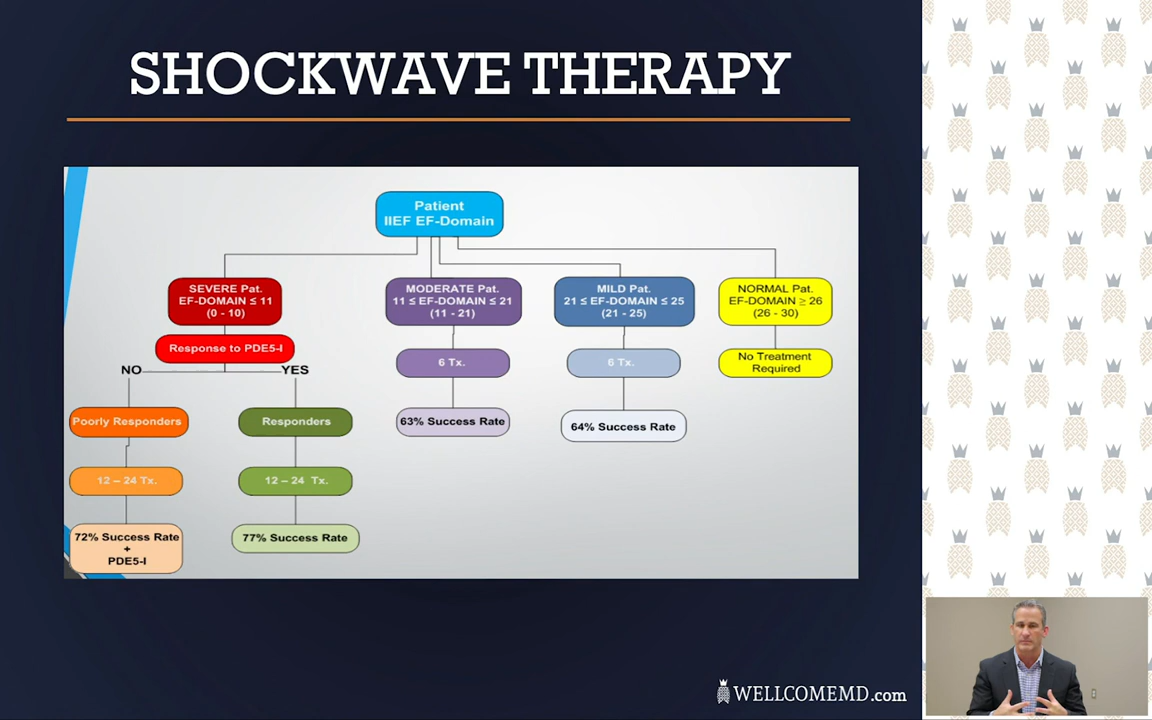 SHOCKWAVE THERAPY
Patient
IIEF EF-Domain
SEVERE Pat.
EF-DOMAIN ≤ 11
(0 - 10)
Response to PDE5-I
NO
YES
Poorly Responders
12 – 24 Tx.
72% Success Rate
+
PDE5-I
Responders
12 – 24 Tx.
77% Success Rate
MODERATE Pat.
11 ≤ EF-DOMAIN ≤ 21
(11 - 21)
6 Tx.
63% Success Rate
MILD Pat.
21 ≤ EF-DOMAIN ≤ 25
(21 - 25)
6 Tx.
64% Success Rate
NORMAL Pat.
EF-DOMAIN ≥ 26
(26 - 30)
No Treatment
Required
WELLCOMEMD.com